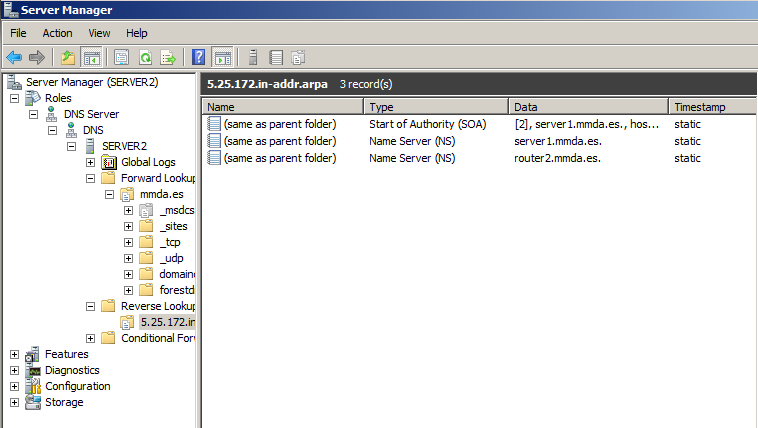 Server Manager
File Action View Help
Server Manager (SERVER2)
Roles
DNS Server
DNS
SERVER2
Global Logs
Forward Lookup
mmda.es
_msdcs
_sites
_tcp
_udp
domaind
forestd
Reverse Lookup
5.25.172.in
Conditional Forw
Features
Diagnostics
Configuration
Storage
5.25.172.in-addr.arpa 3 record(s)
Name Type Data Timestamp
(same as parent folder) Start of Authority (SOA) [2], server1.mmda.es., hos... static
(same as parent folder) Name Server (NS) server1.mmda.es. static
(same as parent folder) Name Server (NS) router2.mmda.es. static